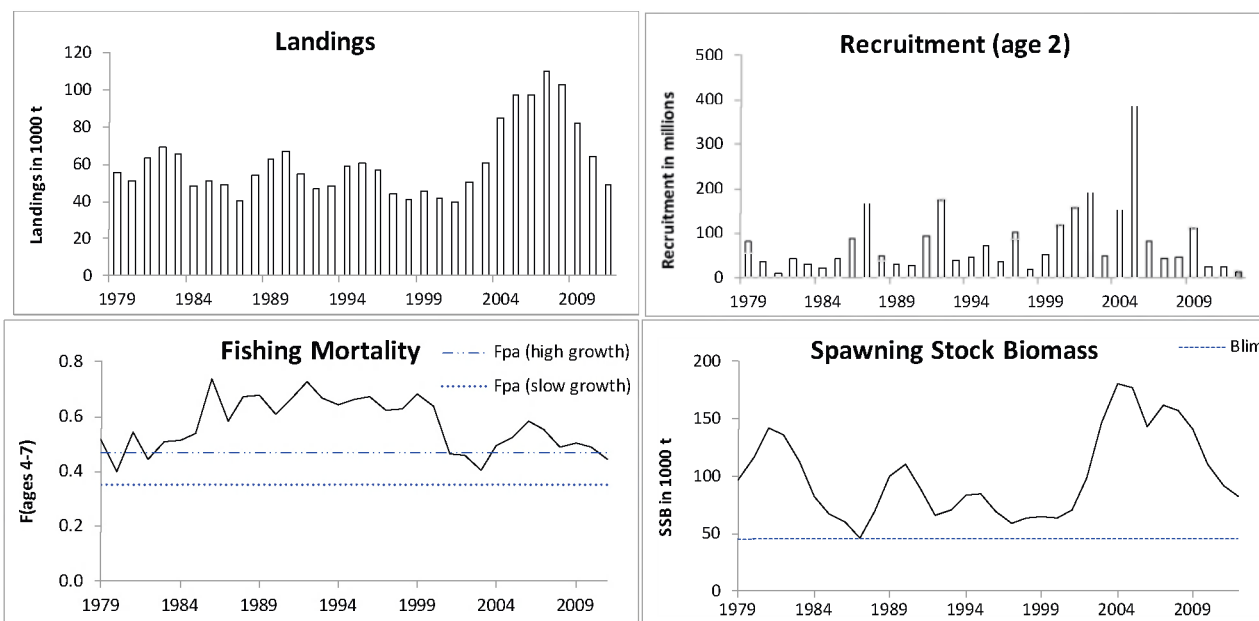 Landings
Landings in 1000 t
120
100
80
60
40
20
0
1979 1984 1989 1994 1999 2004 2009
Recruitment (age 2)
Recruitment in millions
500
400
300
200
100
0
1979 1984 1989 1994 1999 2004 2009
Fishing Mortality
Fpa (high growth)
Fpa (slow growth)
F(ages 4-7)
0.8
0.6
0.4
0.2
0.0
1979 1984 1989 1994 1999 2004 2009
Spawning Stock Biomass
Blim
SSB in 1000 t
200
150
100
50
0
1979 1984 1989 1994 1999 2004 2009